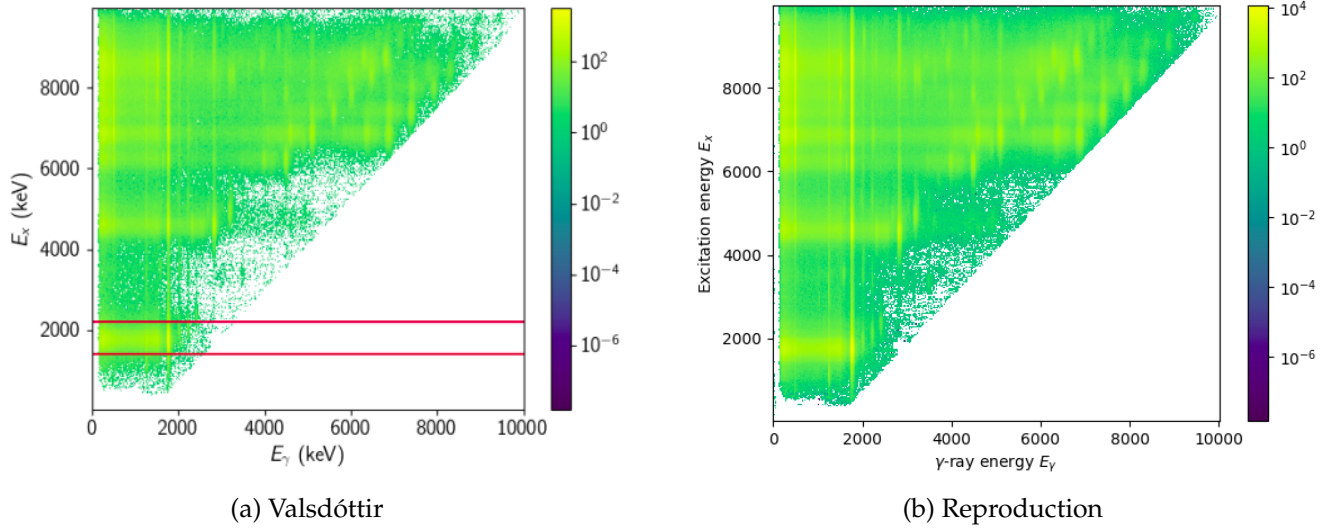 8000
6000
4000
2000
E_x (keV)
0 2000 4000 6000 8000 10000
E_γ (keV)
10^2
10^0
10^-2
10^-4
10^-6
(a) Valsdóttir
8000
6000
4000
2000
Excitation energy E_x
0 2000 4000 6000 8000 10000
γ-ray energy E_γ
10^4
10^2
10^0
10^-2
10^-4
10^-6
(b) Reproduction